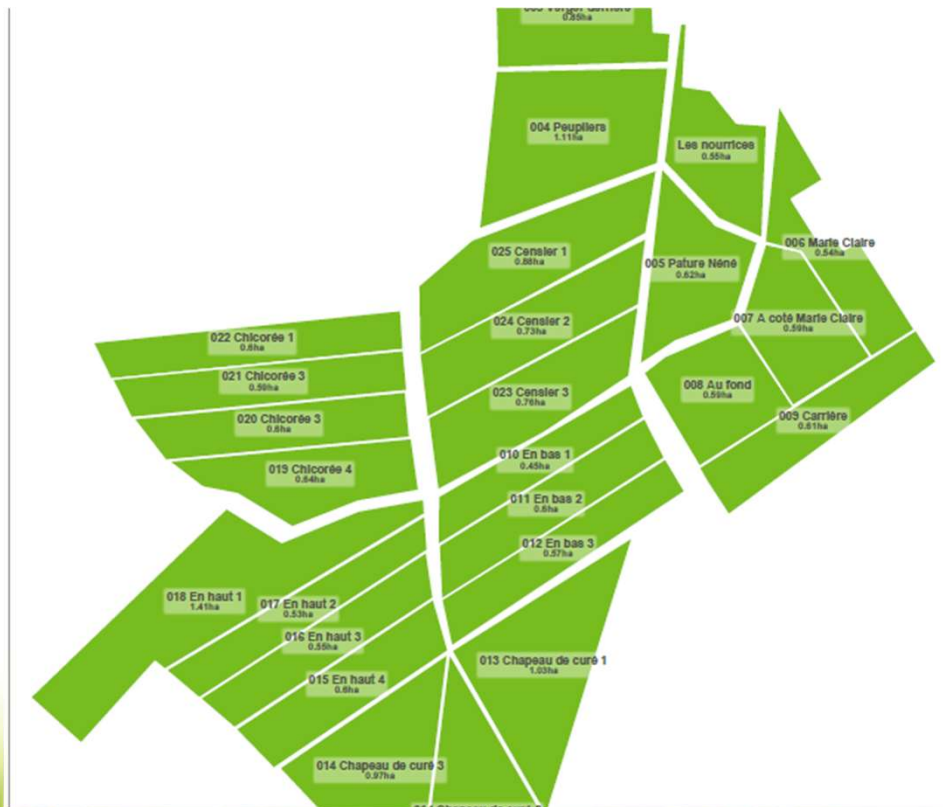 0.85ha
004 Peupliers
1.11ha
Les nourrices
0.55ha
025 Censier 1
0.88ha
005 Pature Néné
0.62ha
006 Marie Claire
0.54ha
024 Censier 2
0.73ha
007 A coté Marie Claire
0.59ha
022 Chicorée 1
0.6ha
021 Chicorée 3
0.59ha
023 Censier 3
0.76ha
008 Au fond
0.59ha
020 Chicorée 3
0.6ha
009 Carrière
0.61ha
019 Chicorée 4
0.64ha
010 En bas 1
0.45ha
011 En bas 2
0.6ha
012 En bas 3
0.57ha
018 En haut 1
1.41ha
017 En haut 2
0.53ha
016 En haut 3
0.55ha
015 En haut 4
0.6ha
013 Chapeau de curé 1
1.03ha
014 Chapeau de curé 3
0.97ha